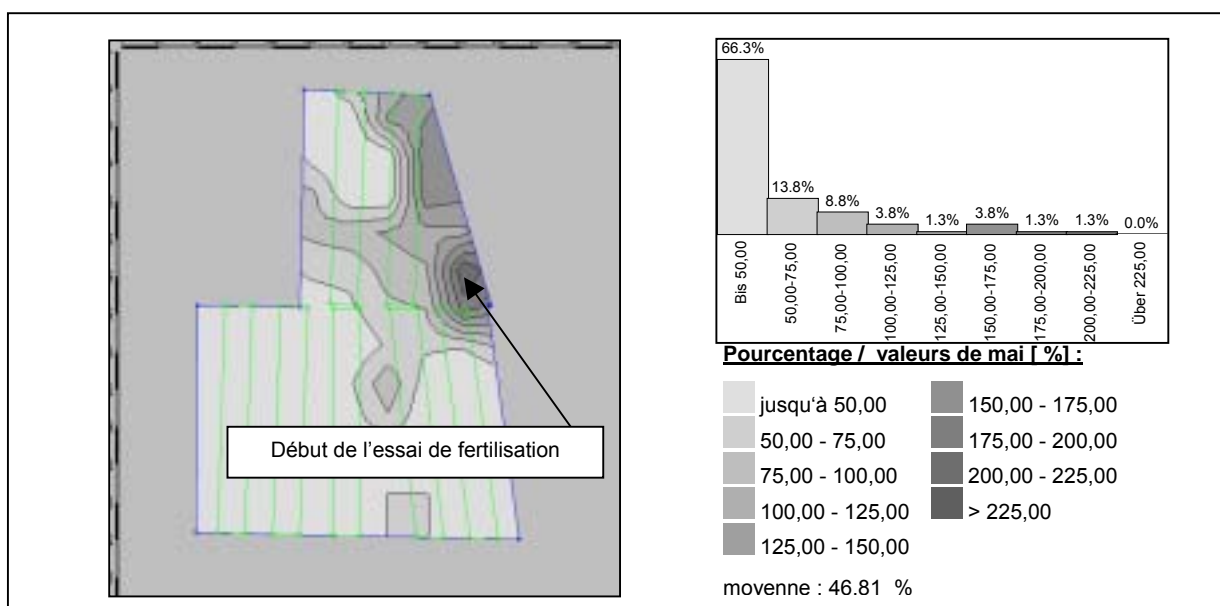 66.3%
13.8%
8.8%
3.8%
1.3%
3.8%
1.3%
1.3%
0.0%
Bis 50,00
50,00-75,00
75,00-100,00
100,00-125,00
125,00-150,00
150,00-175,00
175,00-200,00
200,00-225,00
Über 225,00
Début de l’essai de fertilisation
Pourcentage / valeurs de mai [ %] :
jusqu‘à 50,00
50,00 - 75,00
75,00 - 100,00
100,00 - 125,00
125,00 - 150,00
150,00 - 175,00
175,00 - 200,00
200,00 - 225,00
> 225,00
moyenne : 46.81 %